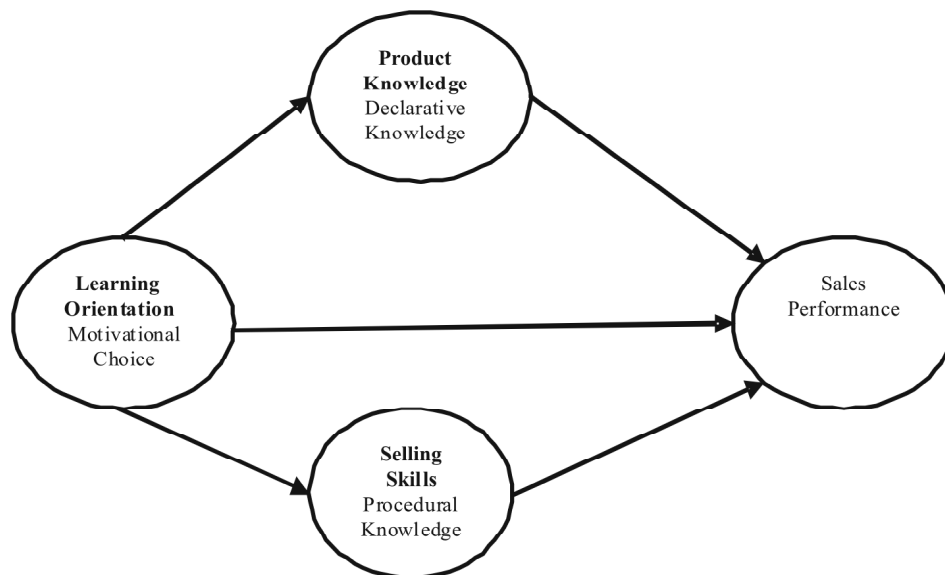 Product
Knowledge
Declarative
Knowledge
Learning
Orientation
Motivational
Choice
Sales
Performance
Selling
Skills
Procedural
Knowledge